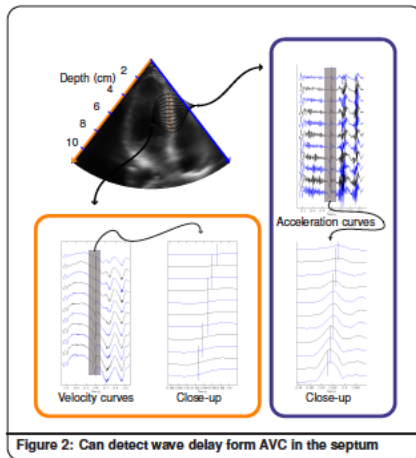 Depth (cm)
2
4
6
8
10
Acceleration curves
Velocity curves
Close-up
Close-up
Figure 2: Can detect wave delay form AVC in the septum